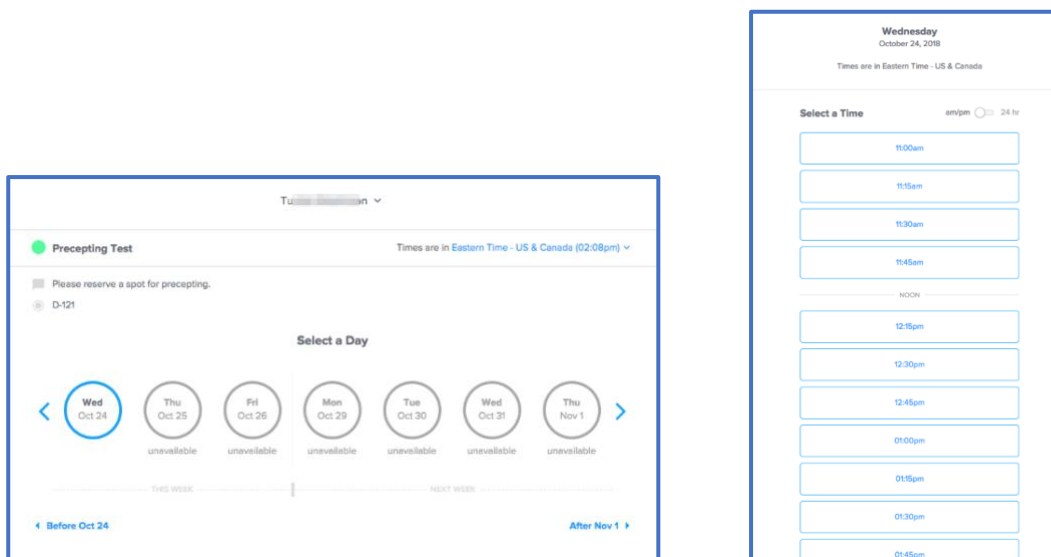 Tu
n
Precepting Test
Times are in Eastern Time - US & Canada (02:08pm)
Please reserve a spot for precepting.
D-121
Select a Day
Wed
Oct 24
Thu
Oct 25
unavailable
Fri
Oct 26
unavailable
Mon
Oct 29
unavailable
Tue
Oct 30
unavailable
Wed
Oct 31
unavailable
Thu
Nov 1
unavailable
THIS WEEK
NEXT WEEK
Before Oct 24
After Nov 1
Wednesday
October 24, 2018
Times are in Eastern Time - US & Canada
Select a Time
am/pm
24 hr
11:00am
11:15am
11:30am
11:45am
NOON
12:15pm
12:30pm
12:45pm
01:00pm
01:15pm
01:30pm
01:45pm